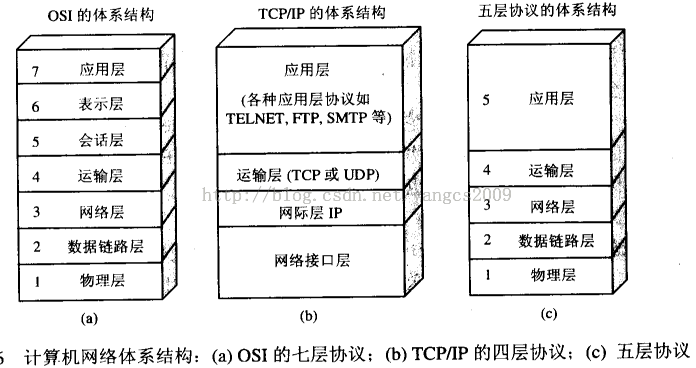 OSI 的体系结构
7 应用层
6 表示层
5 会话层
4 运输层
3 网络层
2 数据链路层
1 物理层
(a)
TCP/IP 的体系结构
应用层
(各种应用层协议如
TELNET, FTP, SMTP 等)
运输层 (TCP 或 UDP)
网际层 IP
网络接口层
(b)
五层协议的体系结构
5 应用层
4 运输层
3 网络层
2 数据链路层
1 物理层
(c)
http://blog.csdn.net/yangcs2009
计算机网络体系结构：(a) OSI 的七层协议；(b) TCP/IP 的四层协议；(c) 五层协议